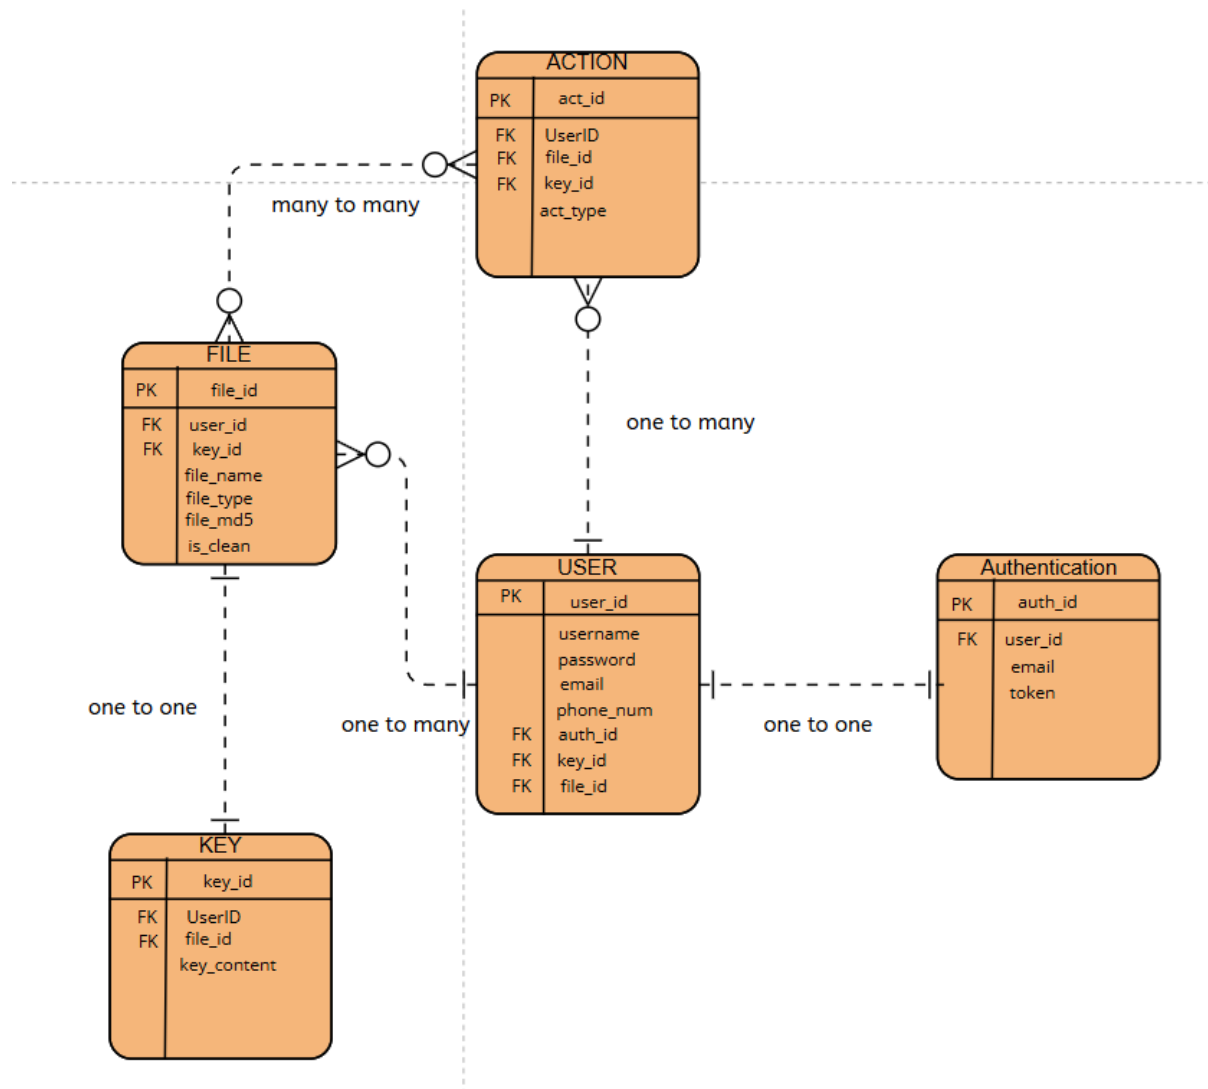 ACTION
PK act_id
FK UserID
FK file_id
FK key_id
act_type
many to many
FILE
PK file_id
FK user_id
FK key_id
file_name
file_type
file_md5
is_clean
one to many
USER
PK user_id
username
password
email
phone_num
FK auth_id
FK key_id
FK file_id
Authentication
PK auth_id
FK user_id
email
token
one to one
one to many
one to one
KEY
PK key_id
FK UserID
FK file_id
key_content